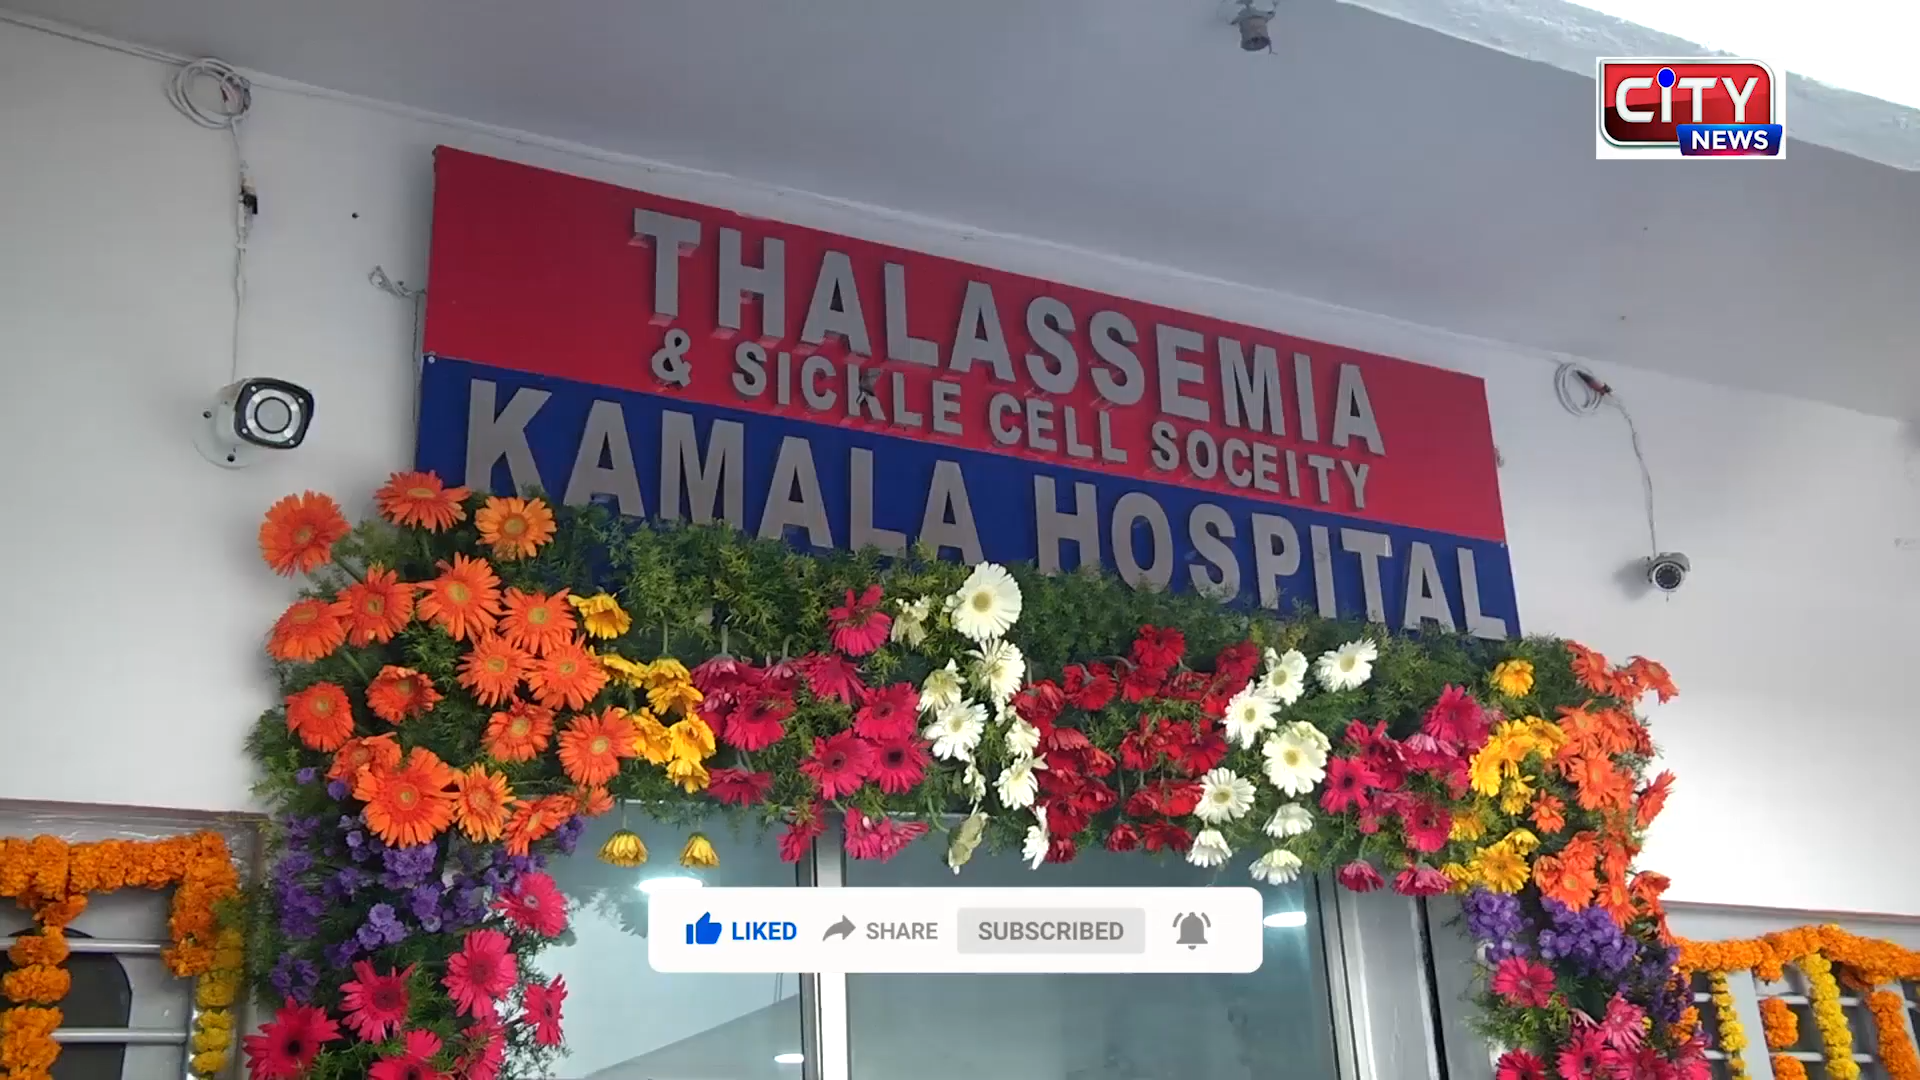 CiTY
NEWS
THALASSEMIA
& SICKLE CELL SOCEITY
KAMALA HOSPITAL
LIKED SHARE SUBSCRIBED